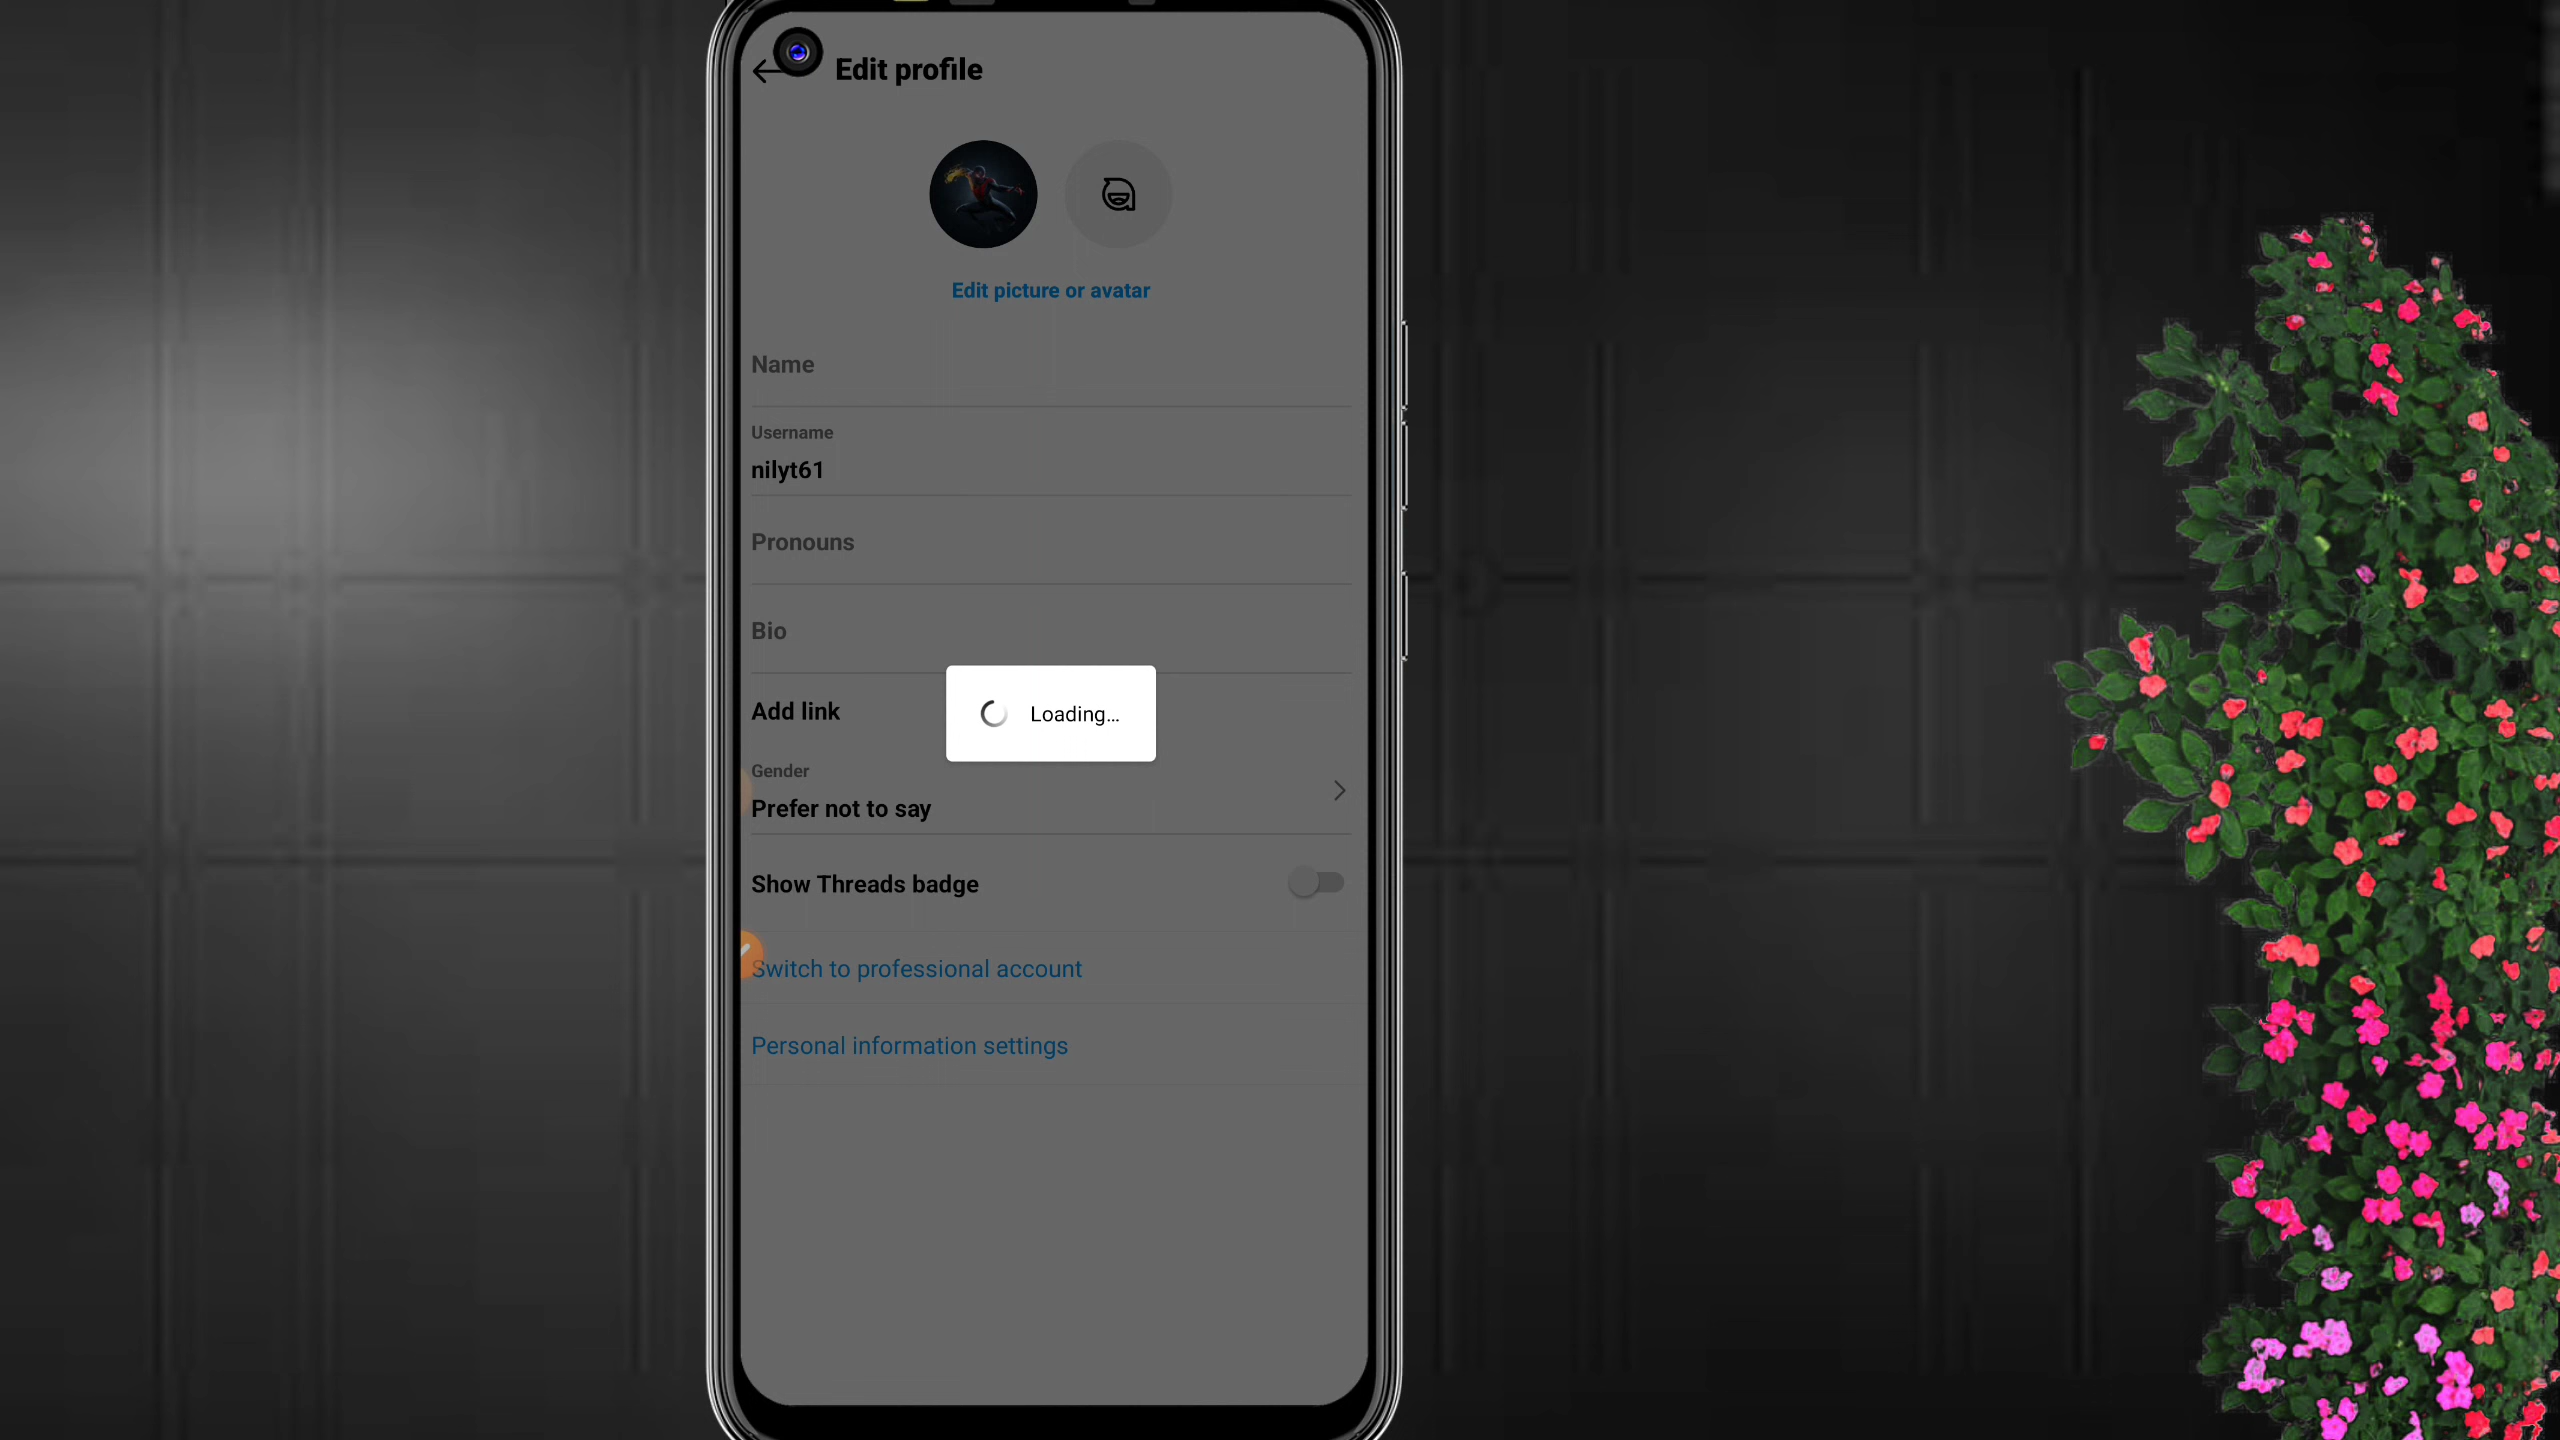 Edit profile
Edit picture or avatar
Name
Username
nilyt61
Pronouns
Bio
Add link
Loading...
Gender
Prefer not to say
Show Threads badge
Switch to professional account
Personal information settings